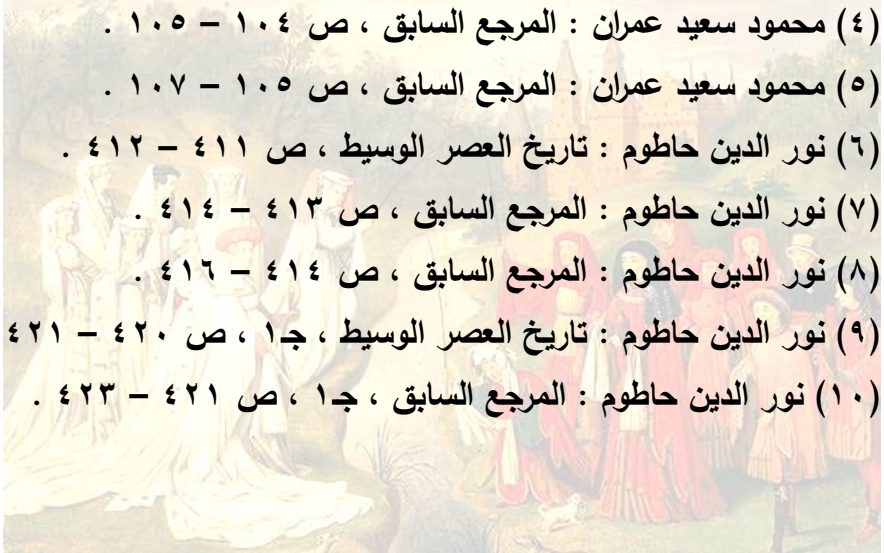 (٤) محمود سعيد عمران : المرجع السابق ، ص ١٠٤ – ١٠٥ .
(٥) محمود سعيد عمران : المرجع السابق ، ص ١٠٥ – ١٠٧ .
(٦) نور الدين حاطوم : تاريخ العصر الوسيط ، ص ٤١١ – ٤١٢ .
(٧) نور الدين حاطوم : المرجع السابق ، ص ٤١٣ – ٤١٤ .
(٨) نور الدين حاطوم : المرجع السابق ، ص ٤١٤ – ٤١٦ .
(٩) نور الدين حاطوم : تاريخ العصر الوسيط ، جـ١ ، ص ٤٢٠ – ٤٢١
(١٠) نور الدين حاطوم : المرجع السابق ، جـ١ ، ص ٤٢١ – ٤٢٣ .